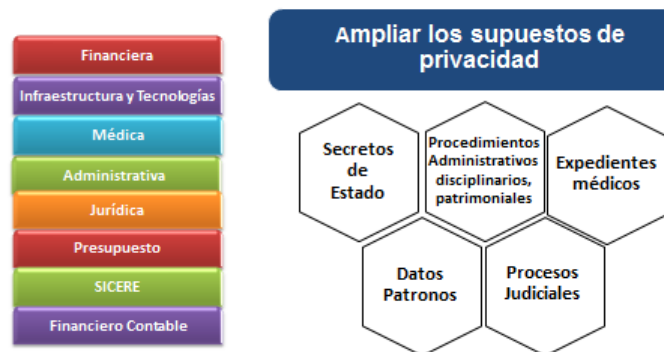 Financiera
Infraestructura y Tecnologías
Médica
Administrativa
Jurídica
Presupuesto
SICERE
Financiero Contable
Ampliar los supuestos de
privacidad
Secretos
de
Estado
Procedimientos
Administrativos
disciplinarios,
patrimoniales
Expedientes
médicos
Datos
Patronos
Procesos
Judiciales